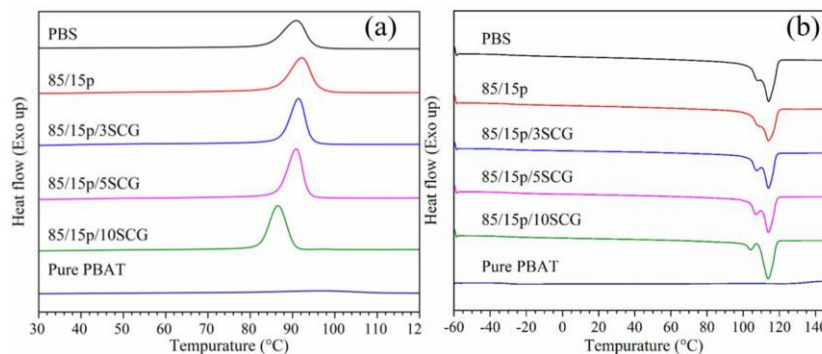 (a)
PBS
85/15p
85/15p/3SCG
85/15p/5SCG
85/15p/10SCG
Pure PBAT
Heat flow (Exo up)
30 40 50 60 70 80 90 100 110 120
Tempurature (°C)
(b)
PBS
85/15p
85/15p/3SCG
85/15p/5SCG
85/15p/10SCG
Pure PBAT
Heat flow (Exo up)
-60 -40 -20 0 20 40 60 80 100 120 140
Tempurature (°C)